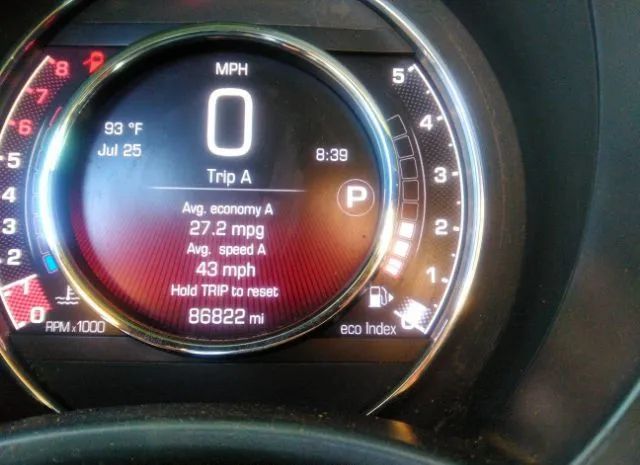 MPH
0
93 °F
Jul 25
8:39
Trip A
P
Avg. economy A
27.2 mpg
Avg. speed A
43 mph
Hold TRIP to reset
86822 mi
8
7
6
5
4
3
2
1
0
RPM x1000
5
4
3
2
1
0
eco Index